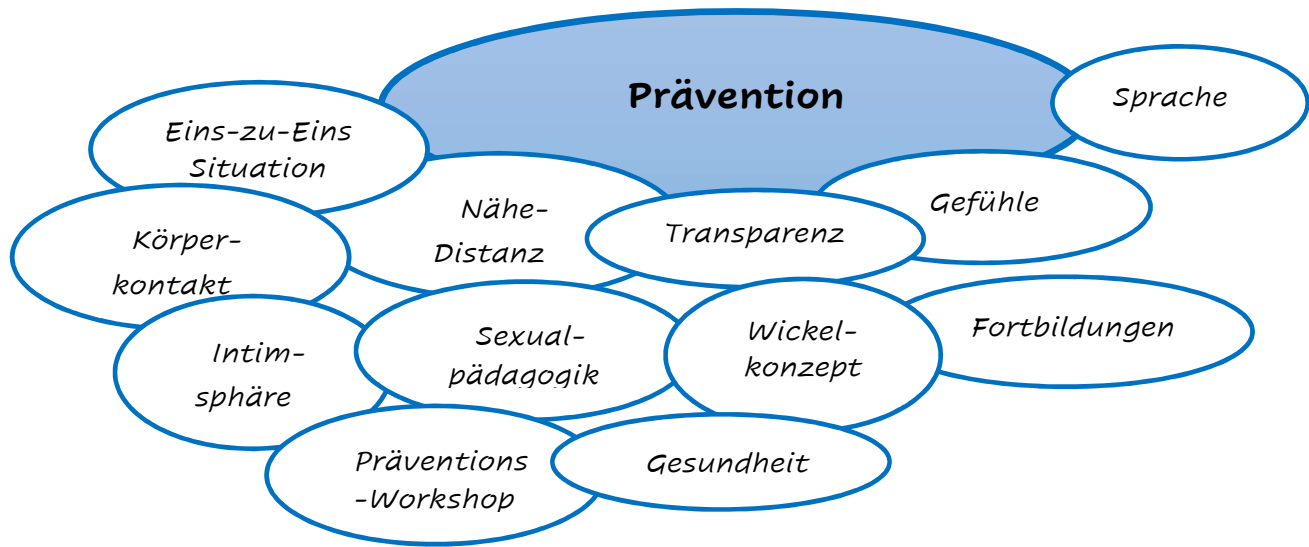 Prävention
Sprache
Eins-zu-Eins
Situation
Nähe-
Distanz
Transparenz
Gefühle
Körper-
kontakt
Intim-
sphäre
Sexual-
pädagogik
Wickel-
konzept
Fortbildungen
Präventions
-Workshop
Gesundheit